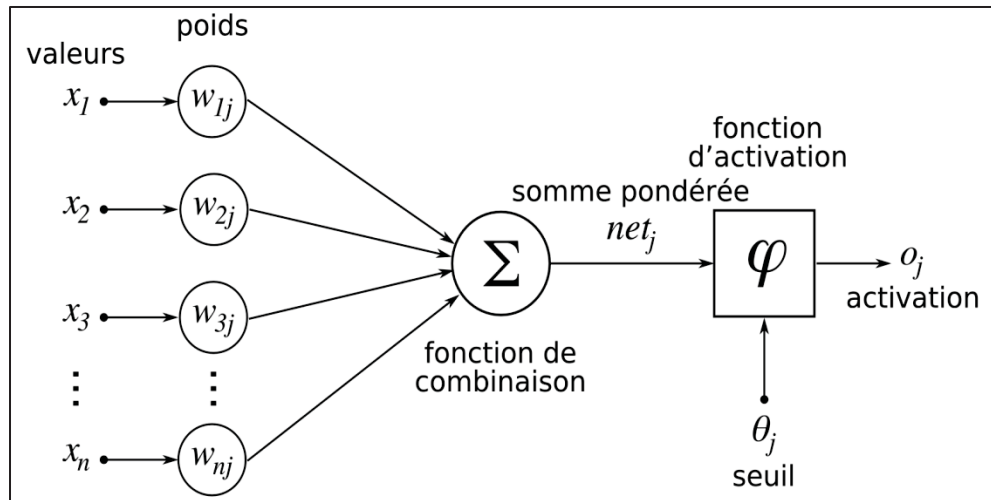 poids
valeurs
x₁
w₁ⱼ
fonction
d'activation
x₂
w₂ⱼ
somme pondérée
netⱼ
Σ
φ
oⱼ
activation
x₃
w₃ⱼ
fonction de
combinaison
⋮
⋮
θⱼ
seuil
xₙ
wₙⱼ